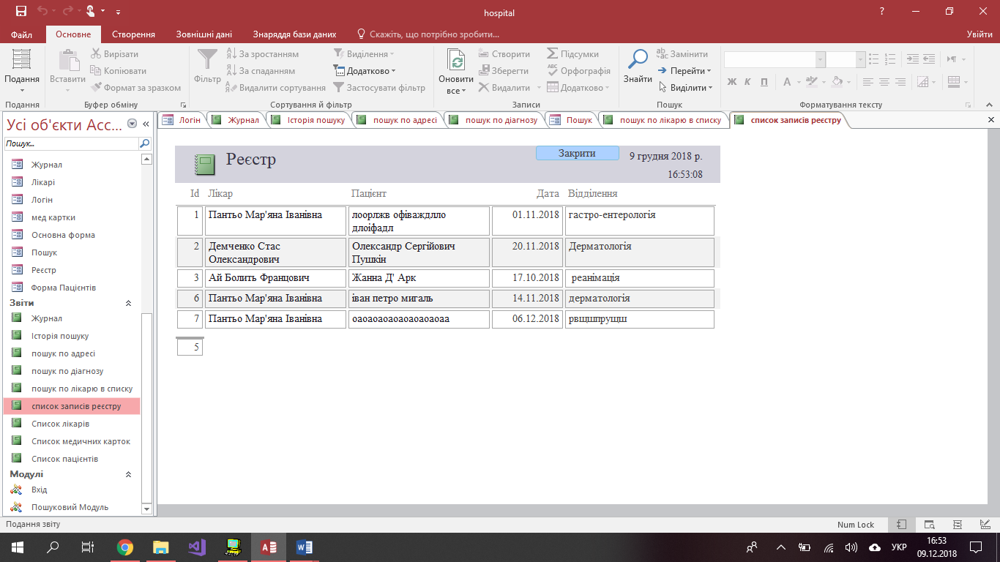 hospital
?
Файл Основне Створення Зовнішні дані Знаряддя бази даних Скажіть, що потрібно зробити... Увійти
Подання
Вставити
Вирізати
Копіювати
Формат за зразком
Фільтр
За зростанням
За спаданням
Видалити сортування
Виділення
Додатково
Застосувати фільтр
Оновити
все
Створити
Зберегти
Видалити
Підсумки
Орфографія
Додатково
Знайти
Замінити
Перейти
Виділити
Ж К П А
Подання Буфер обміну Сортування й фільтр Записи Пошук Форматування тексту
Логін Журнал Історія пошуку пошук по адресі пошук по діагнозу Пошук пошук по лікарю в списку список записів реєстру
Усі об'єкти Acc...
Пошук...
Журнал
Лікарі
Логін
мед картки
Основна форма
Пошук
Реєстр
Форма Пацієнтів
Звіти
Журнал
Історія пошуку
пошук по адресі
пошук по діагнозу
пошук по лікарю в списку
список записів реєстру
Список лікарів
Список медичних карток
Список пацієнтів
Модулі
Вхід
Пошуковий Модуль
Реєстр
Закрити
9 грудня 2018 р.
16:53:08
Id Лікар Пацієнт Дата Відділення
1 Пантьо Мар'яна Іванівна лоорлжв офіваждлло 01.11.2018 гастро-ентерологія
длоіфадл
2 Демченко Стас Олександр Сергійович 20.11.2018 Дерматологія
Олександрович Пушкін
3 Ай Болить Францович Жанна Д' Арк 17.10.2018 реанімація
6 Пантьо Мар'яна Іванівна іван петро мигаль 14.11.2018 дерматологія
7 Пантьо Мар'яна Іванівна оаоаоаоаоаоаоаоаоаа 06.12.2018 рвщшпрущш
5
Подання звіту Num Lock
УКР
16:53
09.12.2018